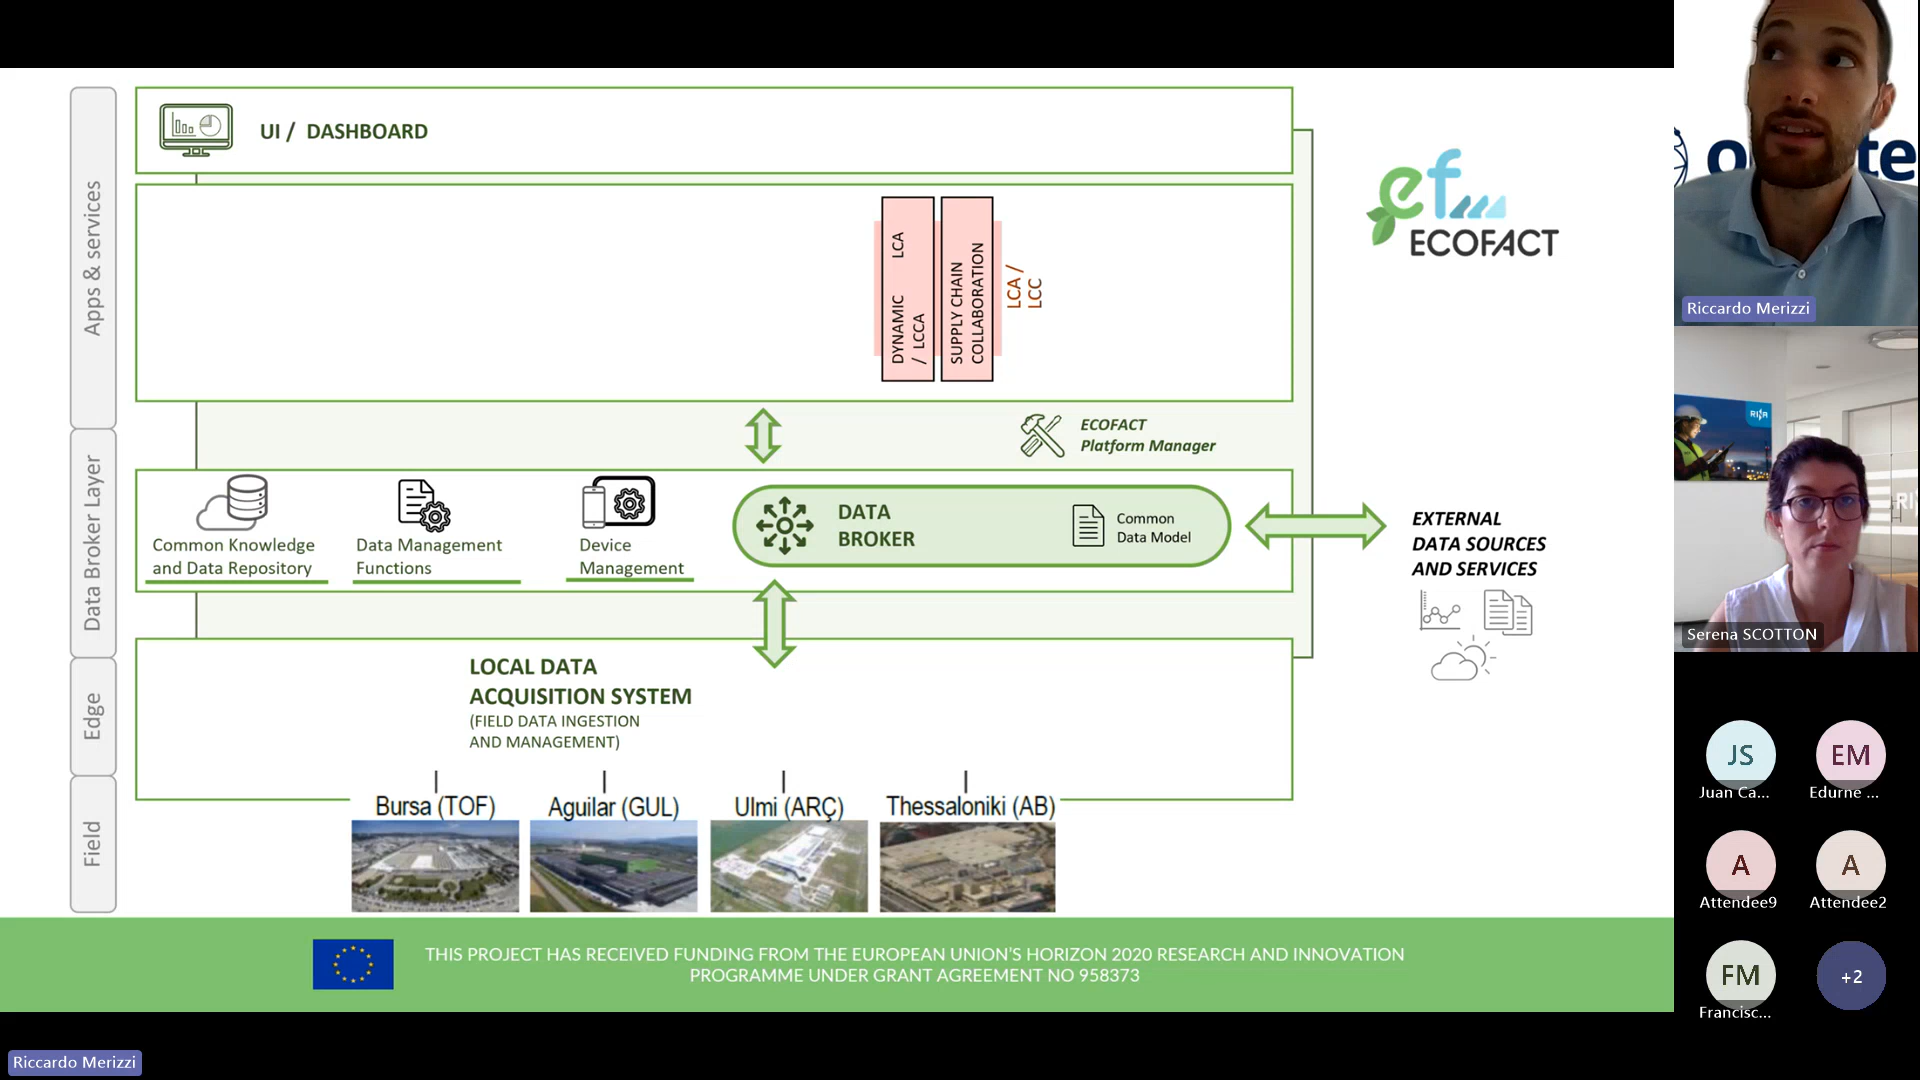 Apps & services
Data Broker Layer
Edge
Field
UI / DASHBOARD
DYNAMIC LCA
/ LCCA
SUPPLY CHAIN
COLLABORATION
LCA /
LCC
ef
ECOFACT
ECOFACT
Platform Manager
Common Knowledge
and Data Repository
Data Management
Functions
Device
Management
DATA
BROKER
Common
Data Model
EXTERNAL
DATA SOURCES
AND SERVICES
LOCAL DATA
ACQUISITION SYSTEM
(FIELD DATA INGESTION
AND MANAGEMENT)
Bursa (TOF)
Aguilar (GUL)
Ulmi (ARÇ)
Thessaloniki (AB)
THIS PROJECT HAS RECEIVED FUNDING FROM THE EUROPEAN UNION'S HORIZON 2020 RESEARCH AND INNOVATION
PROGRAMME UNDER GRANT AGREEMENT NO 958373
Riccardo Merizzi
Riccardo Merizzi
RINA
Serena SCOTTON
JS
Juan Ca...
EM
Edurne ...
A
Attendee9
A
Attendee2
FM
Francisc...
+2